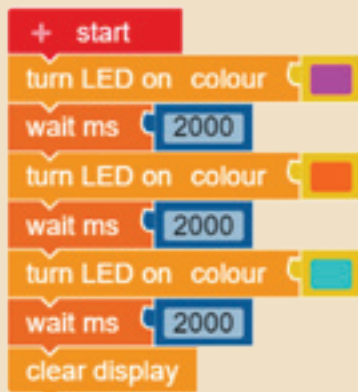 + start
turn LED on colour
wait ms 2000
turn LED on colour
wait ms 2000
turn LED on colour
wait ms 2000
clear display